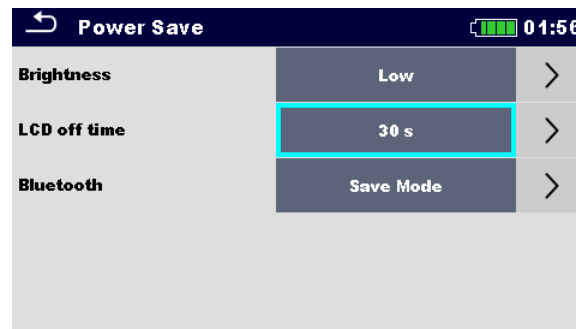 Power Save 01:56
Brightness Low
LCD off time 30 s
Bluetooth Save Mode